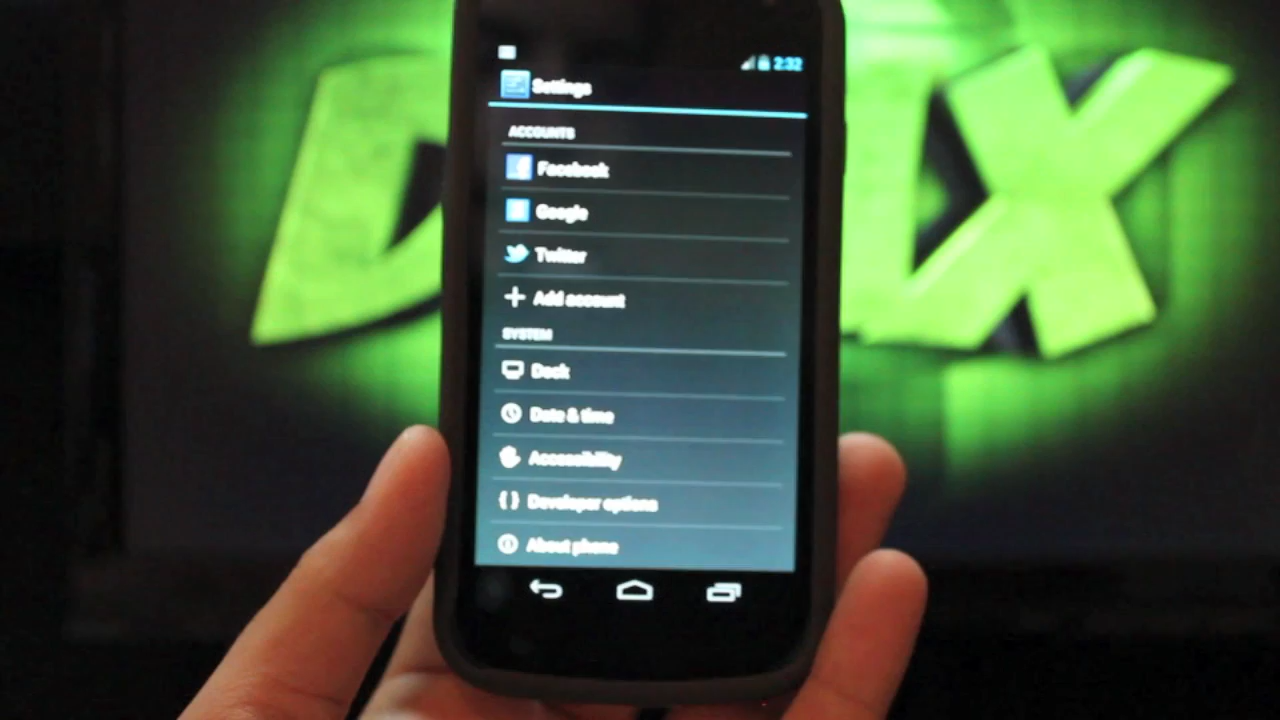 2:32
Settings
ACCOUNTS
Facebook
Google
Twitter
Add account
SYSTEM
Dock
Date & time
Accessibility
{ } Developer options
About phone